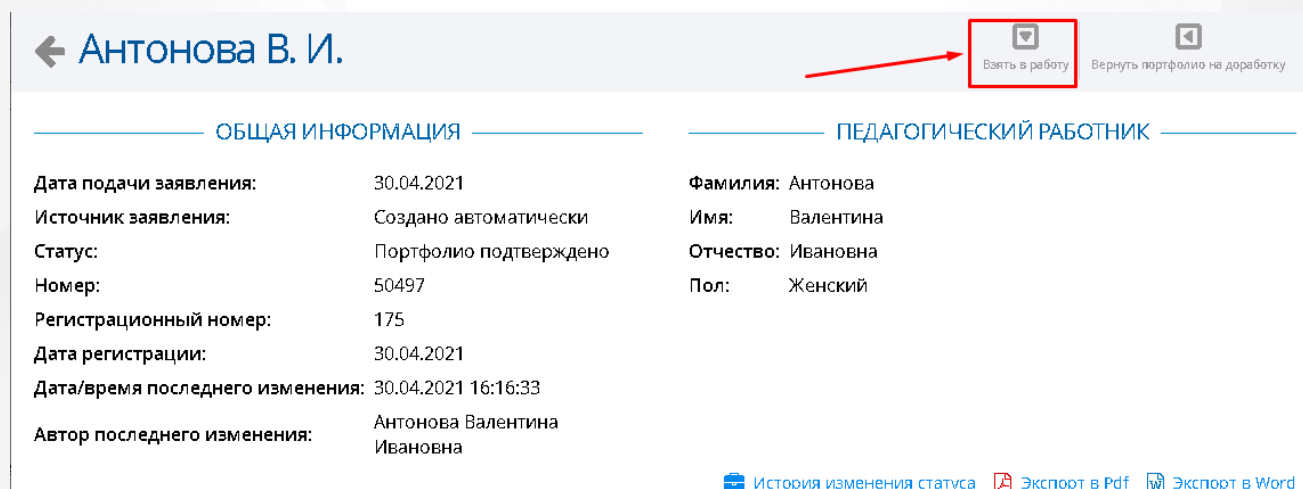 Антонова В. И.
Взять в работу
Вернуть портфолио на доработку
ОБЩАЯ ИНФОРМАЦИЯ
Дата подачи заявления: 30.04.2021
Источник заявления: Создано автоматически
Статус: Портфолио подтверждено
Номер: 50497
Регистрационный номер: 175
Дата регистрации: 30.04.2021
Дата/время последнего изменения: 30.04.2021 16:16:33
Автор последнего изменения: Антонова Валентина
Ивановна
ПЕДАГОГИЧЕСКИЙ РАБОТНИК
Фамилия: Антонова
Имя: Валентина
Отчество: Ивановна
Пол: Женский
История изменения статуса Экспорт в Pdf Экспорт в Word